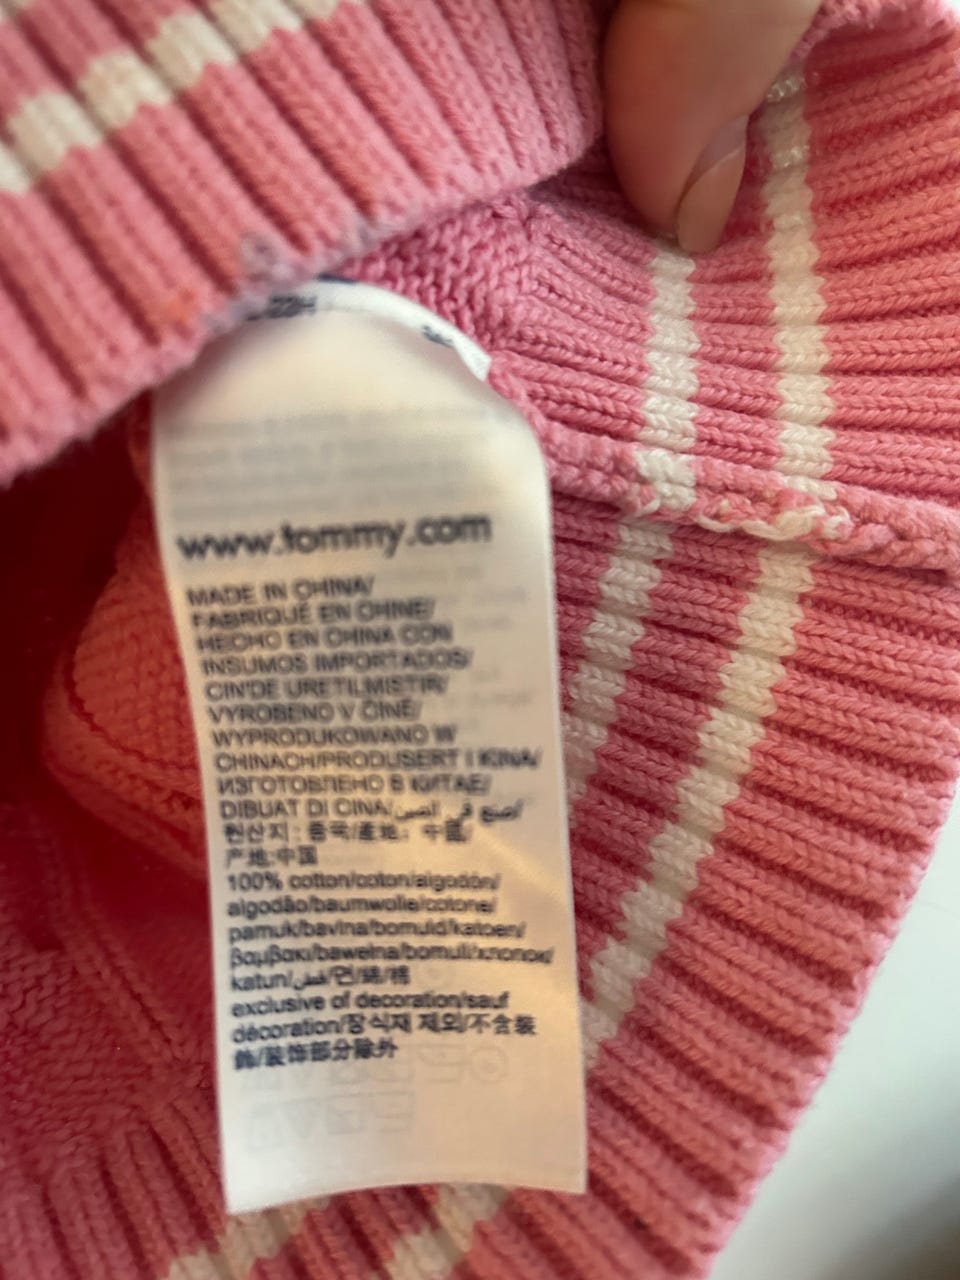 www.tommy.com
MADE IN CHINA/
FABRIQUÉ EN CHINE/
HECHO EN CHINA CON
INSUMOS IMPORTADOS/
CIN'DE URETILMISTIR/
VYROBENO V ČÍNĚ/
WYPRODUKOWANO W
CHINACH/PRODUSERT I KINA/
ИЗГОТОВЛЕНО В КИТАЕ/
DIBUAT DI CINA/صنع في الصين/
원산지: 중국/產地: 中國/
产地:中国
100% cotton/coton/algodón/
algodão/baumwolle/cotone/
pamuk/bavlna/bomuld/katoen/
βαμβακι/bawełna/bomull/хлопок/
katun/قطن/면/綿/棉
exclusive of decoration/sauf
décoration/장식재 제외/不含裝
飾/装饰部分除外